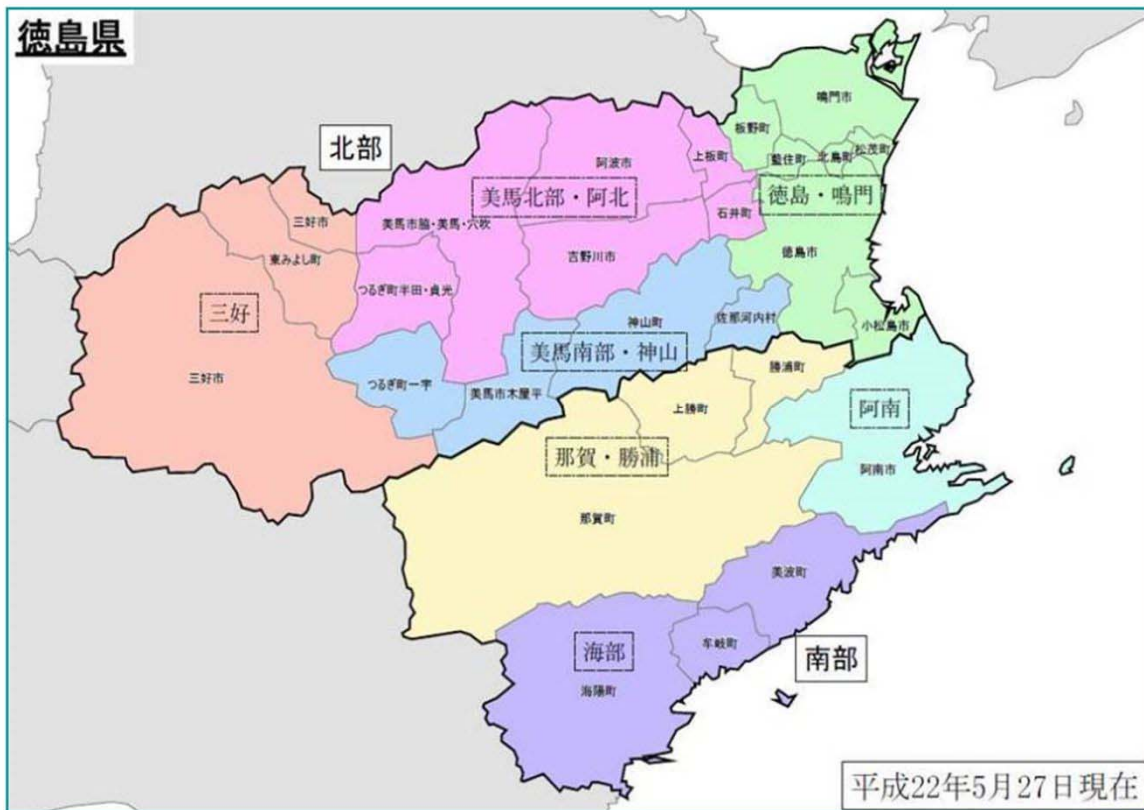 徳島県
北部
鳴門市
板野町
松茂町
藍住町
北島町
上板町
阿波市
美馬北部・阿北
徳島・鳴門
石井町
三好市
美馬市脇・美馬・穴吹
東みよし町
吉野川市
徳島市
つるぎ町半田・貞光
三好
神山町
佐那河内村
小松島市
美馬南部・神山
勝浦町
三好市
つるぎ町一宇
美馬市木屋平
上勝町
阿南
那賀・勝浦
阿南市
那賀町
美波町
海部
牟岐町
南部
海陽町
平成22年5月27日現在